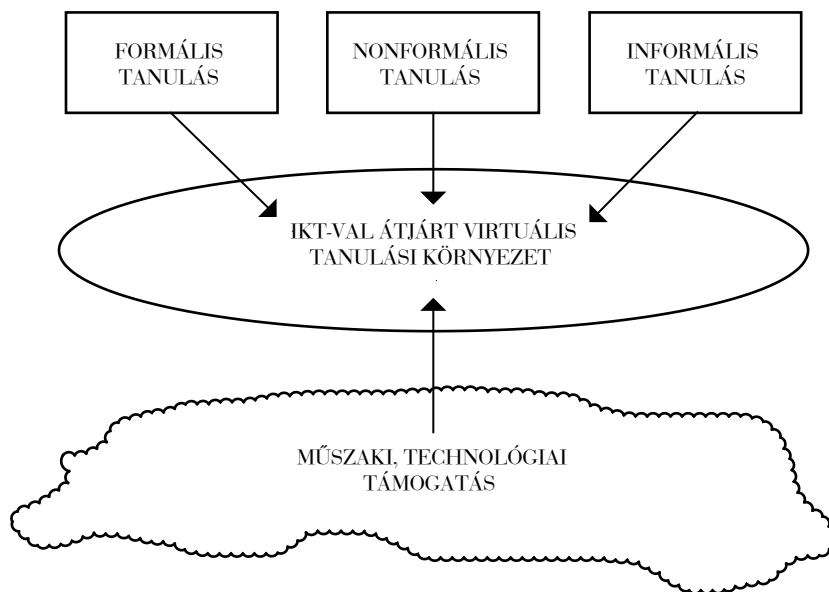 FORMÁLIS
TANULÁS
NONFORMÁLIS
TANULÁS
INFORMÁLIS
TANULÁS
IKT-VAL ÁTJÁRT VIRTUÁLIS
TANULÁSI KÖRNYEZET
MŰSZAKI, TECHNOLÓGIAI
TÁMOGATÁS